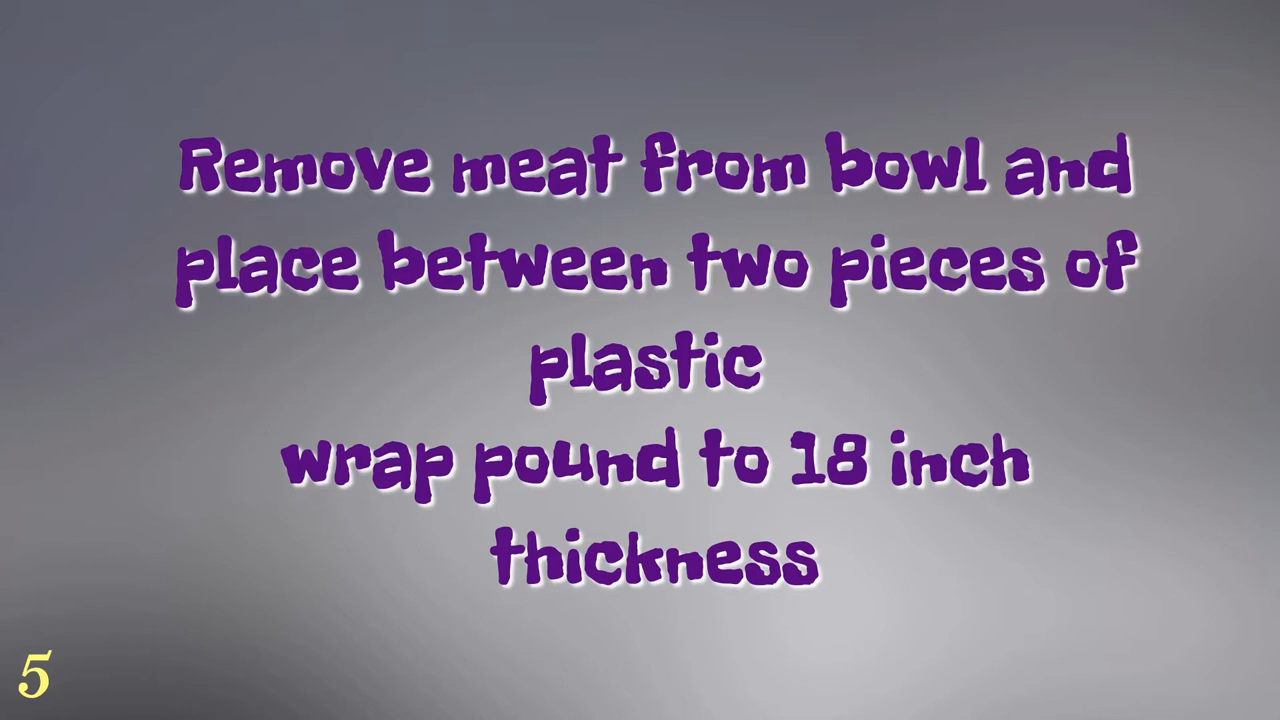 Remove meat from bowl and
place between two pieces of
plastic
wrap pound to 18 inch
thickness
5